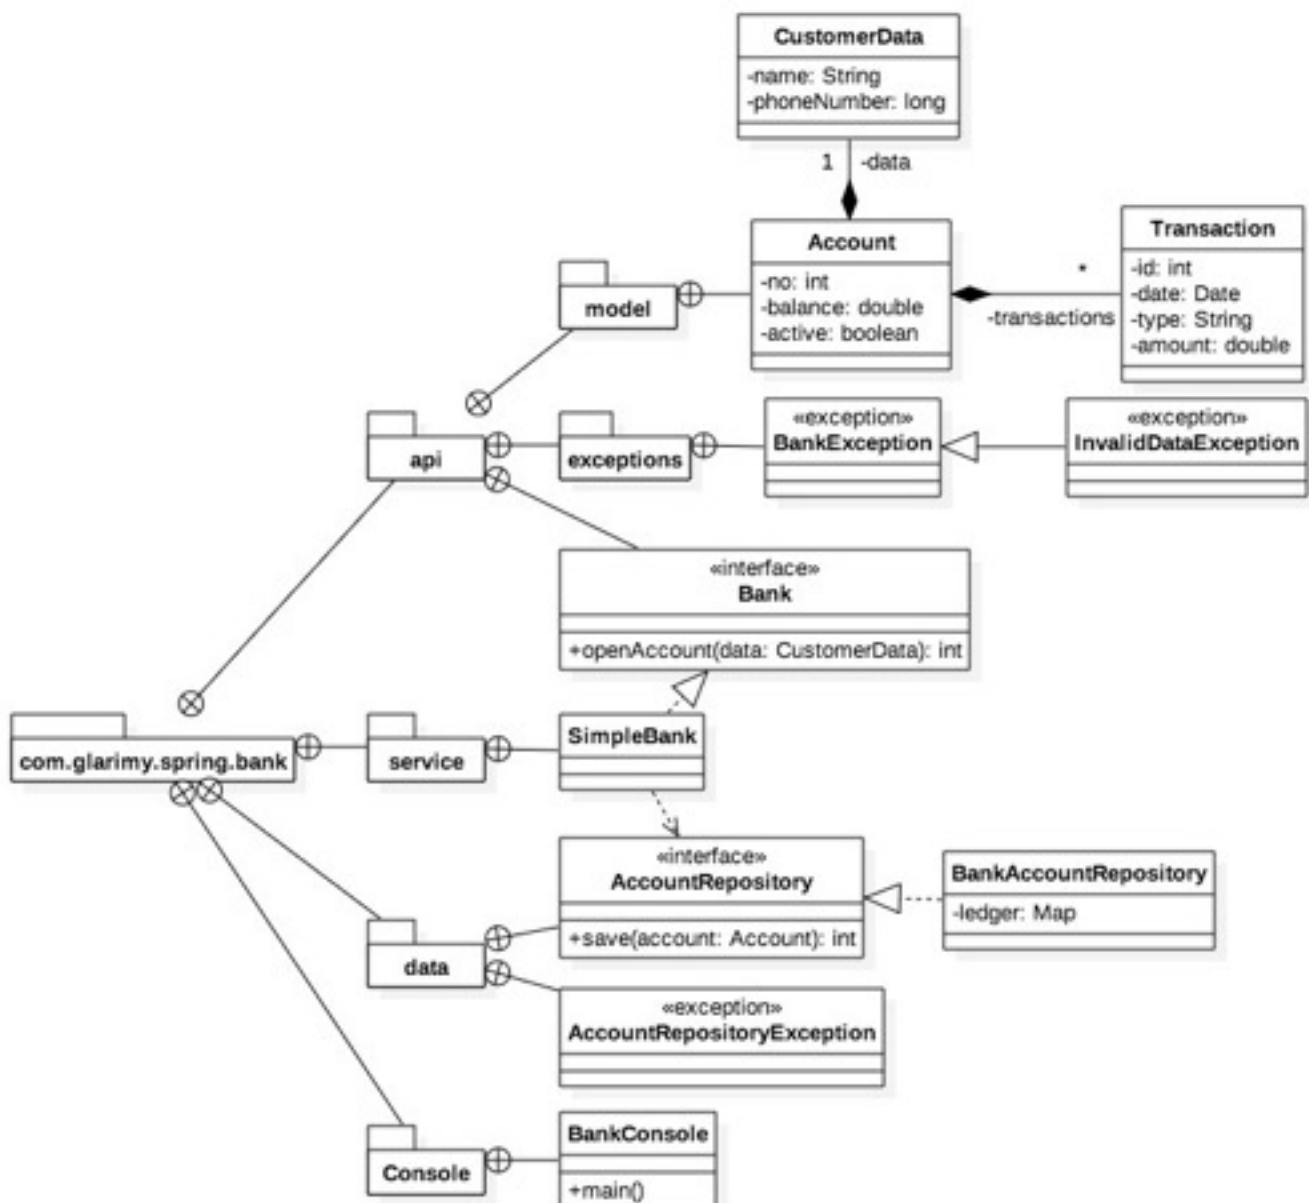 CustomerData
-name: String
-phoneNumber: long
1 -data
Account
-no: int
-balance: double
-active: boolean
*
-transactions
Transaction
-id: int
-date: Date
-type: String
-amount: double
model
api
exceptions
«exception»
BankException
«exception»
InvalidDataException
«interface»
Bank
+openAccount(data: CustomerData): int
com.glarimy.spring.bank
service
SimpleBank
«interface»
AccountRepository
+save(account: Account): int
BankAccountRepository
-ledger: Map
data
«exception»
AccountRepositoryException
Console
BankConsole
+main()